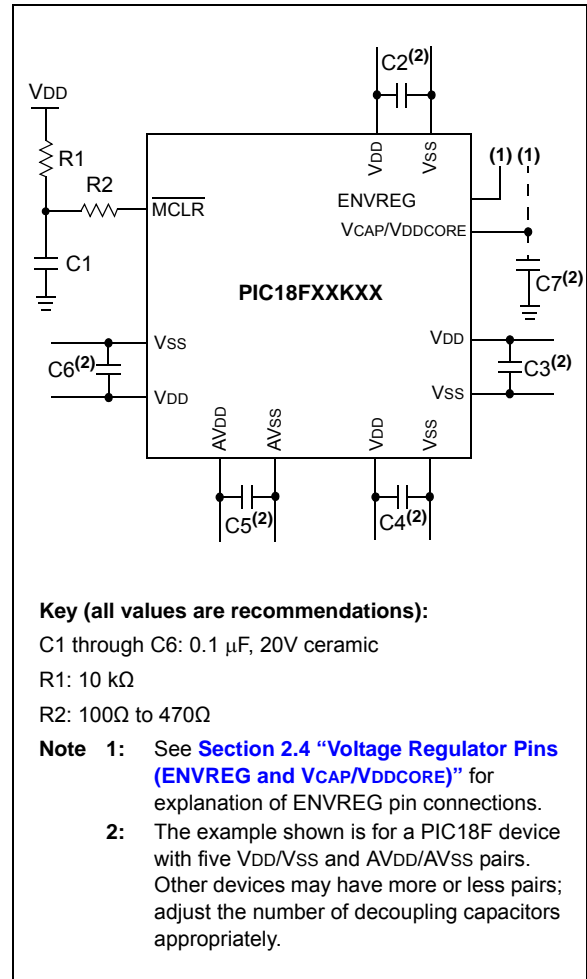 C2(2)
VDD
R1
R2
C1
MCLR
VDD
VSS
(1) (1)
ENVREG
VCAP/VDDCORE
C7(2)
PIC18FXXKXX
VSS
C6(2)
VDD
VDD
C3(2)
VSS
AVDD
AVSS
VDD
VSS
C5(2)
C4(2)
Key (all values are recommendations):
C1 through C6: 0.1 μF, 20V ceramic
R1: 10 kΩ
R2: 100Ω to 470Ω
Note 1: See Section 2.4 “Voltage Regulator Pins
(ENVREG and VCAP/VDDCORE)” for
explanation of ENVREG pin connections.
2: The example shown is for a PIC18F device
with five VDD/VSS and AVDD/AVSS pairs.
Other devices may have more or less pairs;
adjust the number of decoupling capacitors
appropriately.